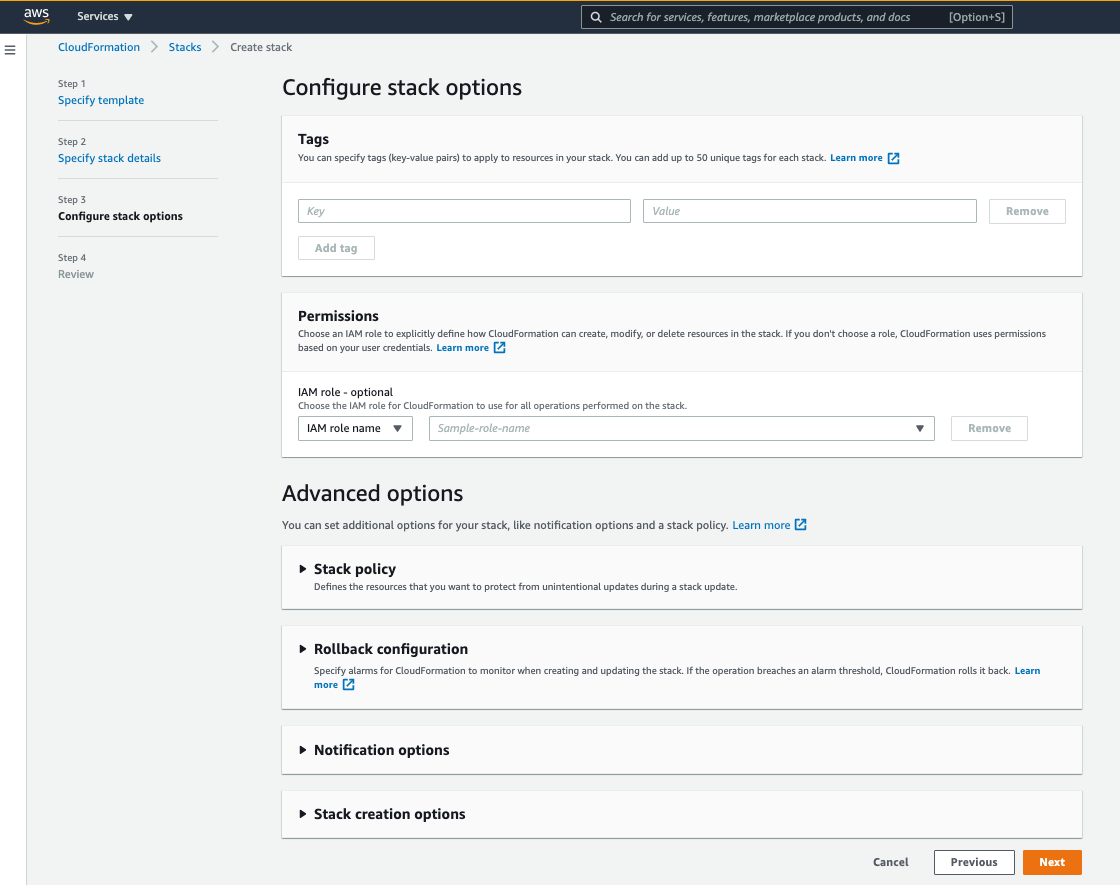 aws
Services
Search for services, features, marketplace products, and docs [Option+S]
CloudFormation Stacks Create stack
Step 1
Specify template
Step 2
Specify stack details
Step 3
Configure stack options
Step 4
Review
Configure stack options
Tags
You can specify tags (key-value pairs) to apply to resources in your stack. You can add up to 50 unique tags for each stack. Learn more
Key Value Remove
Add tag
Permissions
Choose an IAM role to explicitly define how CloudFormation can create, modify, or delete resources in the stack. If you don't choose a role, CloudFormation uses permissions
based on your user credentials. Learn more
IAM role - optional
Choose the IAM role for CloudFormation to use for all operations performed on the stack.
IAM role name Sample-role-name Remove
Advanced options
You can set additional options for your stack, like notification options and a stack policy. Learn more
Stack policy
Defines the resources that you want to protect from unintentional updates during a stack update.
Rollback configuration
Specify alarms for CloudFormation to monitor when creating and updating the stack. If the operation breaches an alarm threshold, CloudFormation rolls it back. Learn
more
Notification options
Stack creation options
Cancel Previous Next